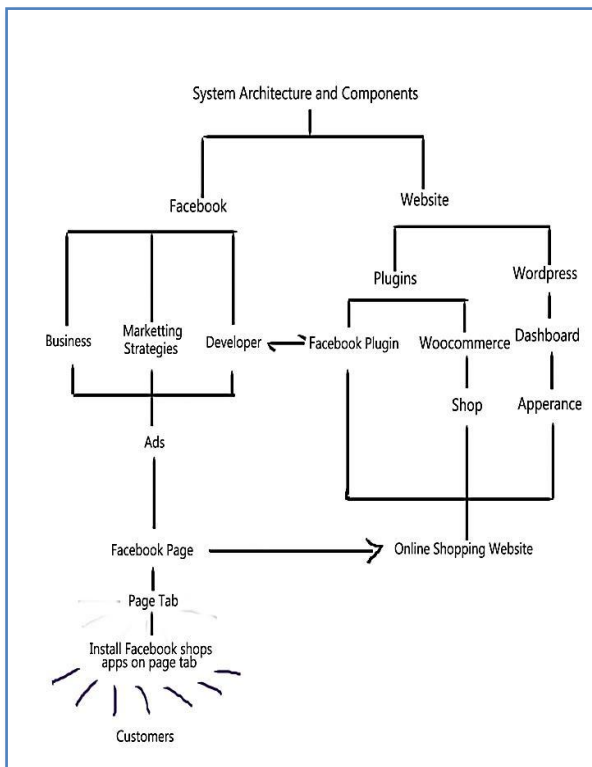 System Architecture and Components
Facebook
Website
Plugins
Wordpress
Business
Marketting
Strategies
Developer
Facebook Plugin
Woocommerce
Dashboard
Shop
Apperance
Ads
Facebook Page
Online Shopping Website
Page Tab
Install Facebook shops
apps on page tab
Customers